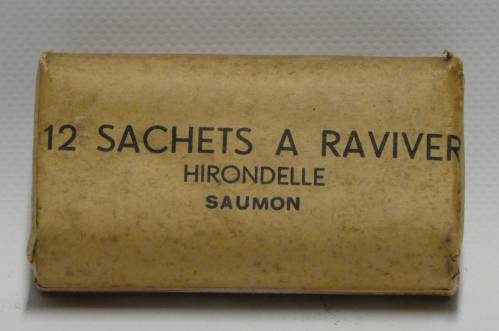 12 SACHETS A RAVIVER
HIRONDELLE
SAUMON